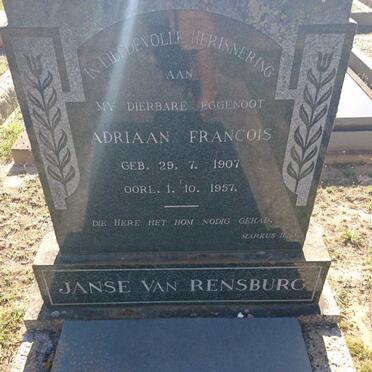 IN LIEFDEVOLLE HERINNERING
AAN
MY DIERBARE EGGENOOT
ADRIAAN FRANCOIS
GEB. 29. 7. 1907
OORL. 1. 10. 1957.
DIE HERE HET HOM NODIG GEHAD.
MARKUS
JANSE VAN RENSBURG